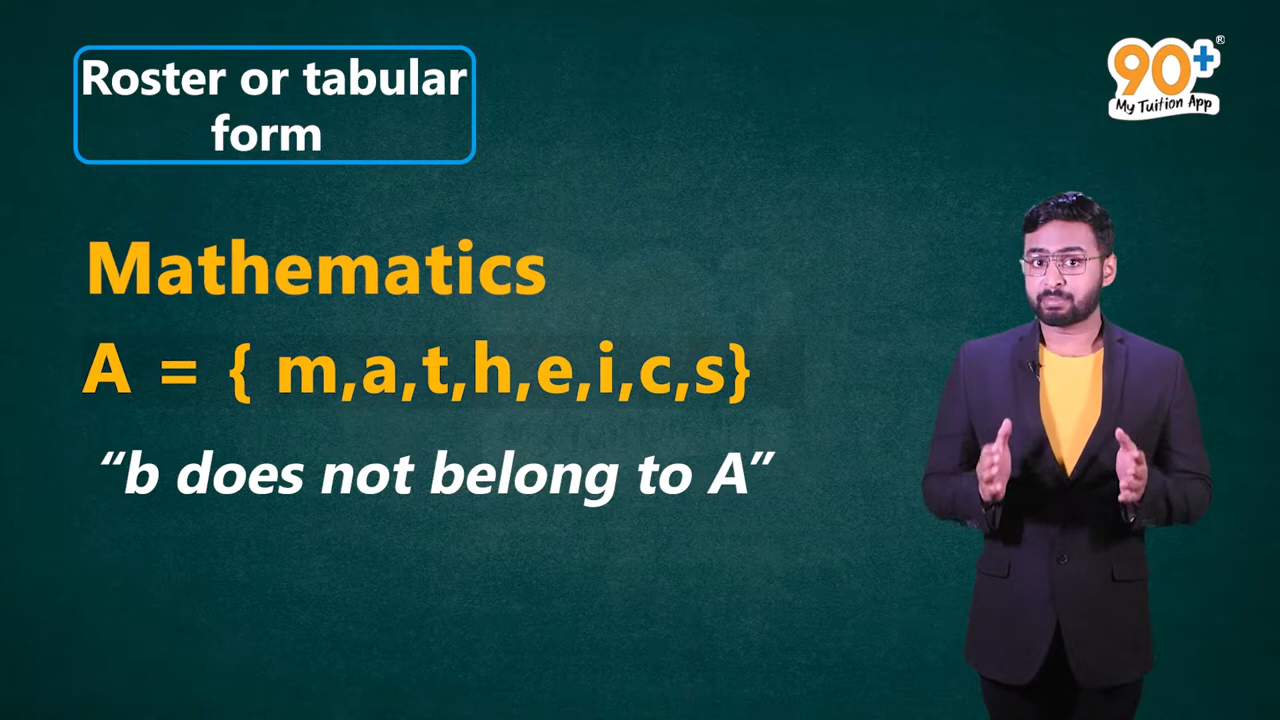 Roster or tabular
form
90+®
My Tuition App
Mathematics
A = { m,a,t,h,e,i,c,s}
“b does not belong to A”